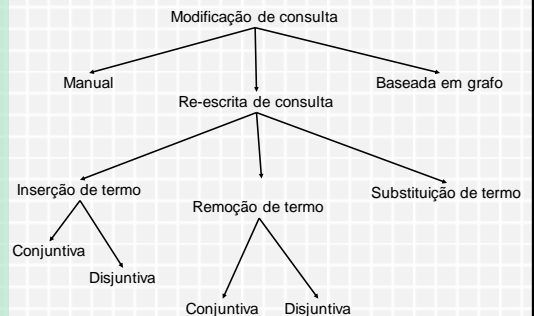 Modificação de consulta
Manual
Baseada em grafo
Re-escrita de consulta
Inserção de termo
Remoção de termo
Substituição de termo
Conjuntiva
Disjuntiva
Conjuntiva
Disjuntiva